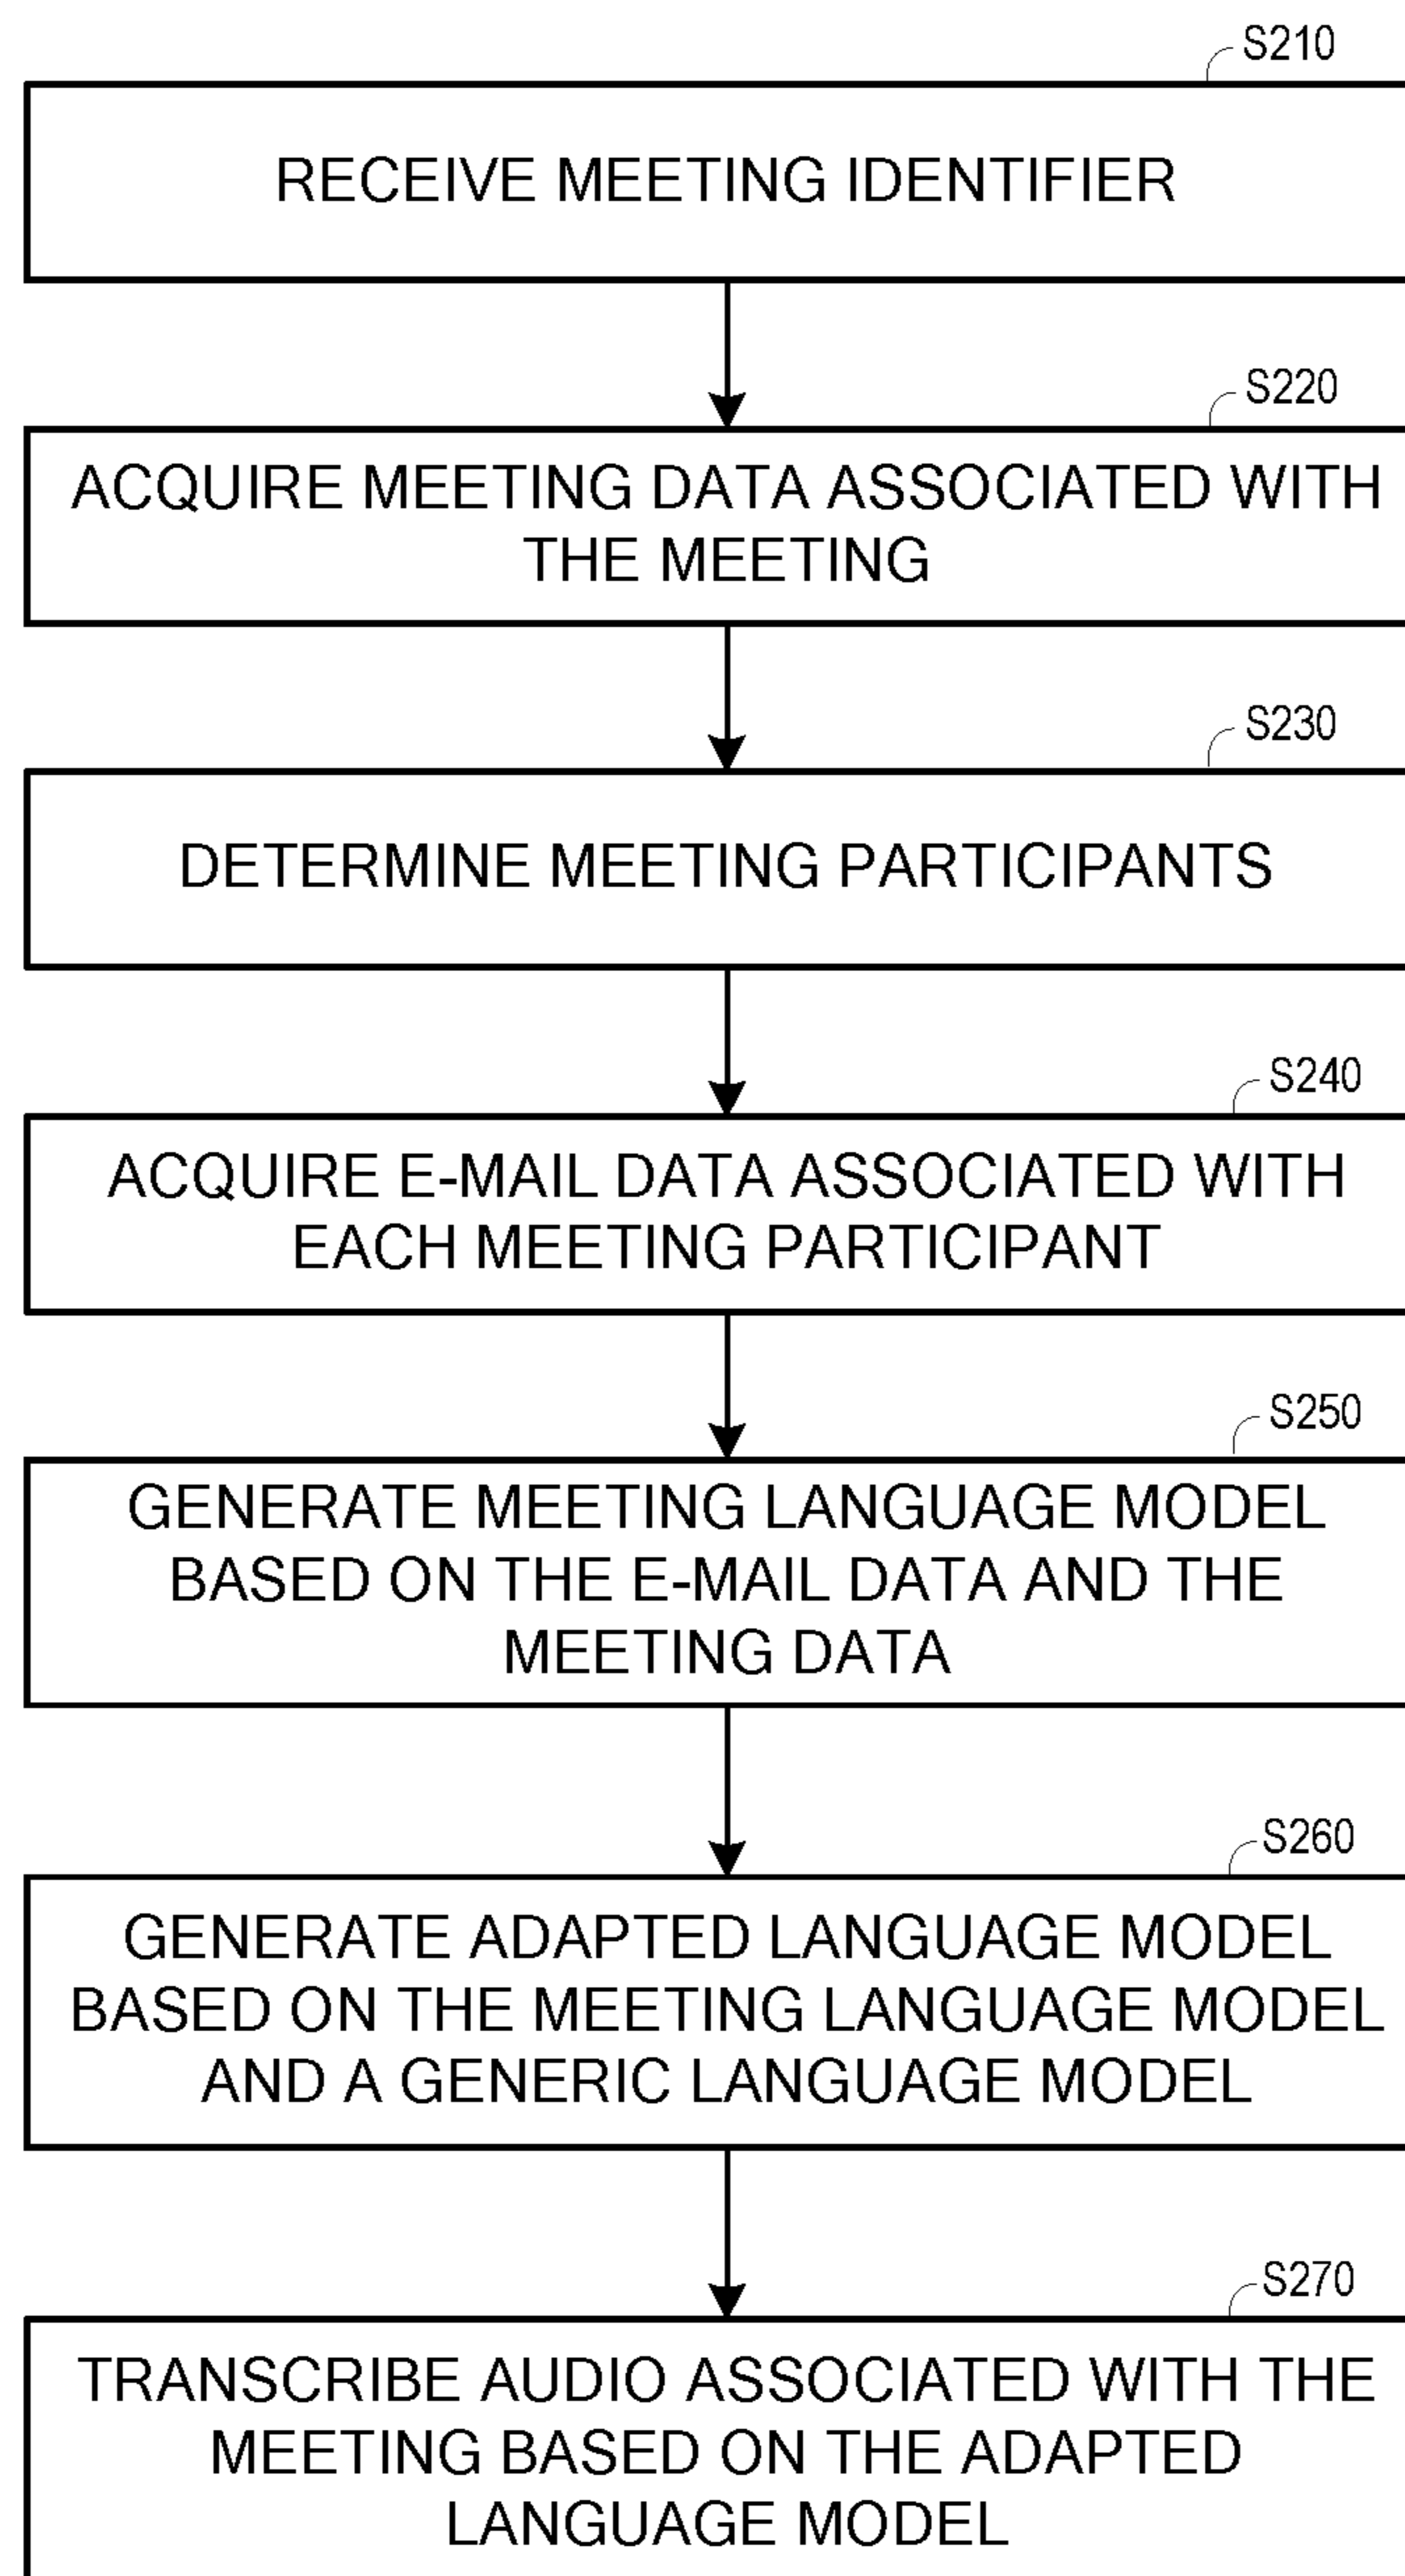 S210
RECEIVE MEETING IDENTIFIER
S220
ACQUIRE MEETING DATA ASSOCIATED WITH
THE MEETING
S230
DETERMINE MEETING PARTICIPANTS
S240
ACQUIRE E-MAIL DATA ASSOCIATED WITH
EACH MEETING PARTICIPANT
S250
GENERATE MEETING LANGUAGE MODEL
BASED ON THE E-MAIL DATA AND THE
MEETING DATA
S260
GENERATE ADAPTED LANGUAGE MODEL
BASED ON THE MEETING LANGUAGE MODEL
AND A GENERIC LANGUAGE MODEL
S270
TRANSCRIBE AUDIO ASSOCIATED WITH THE
MEETING BASED ON THE ADAPTED
LANGUAGE MODEL